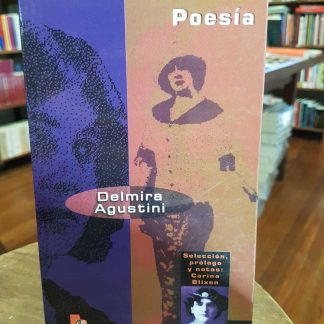 Poesía
Delmira
Agustini
Selección,
prólogo
y notas:
Carina
Blixen